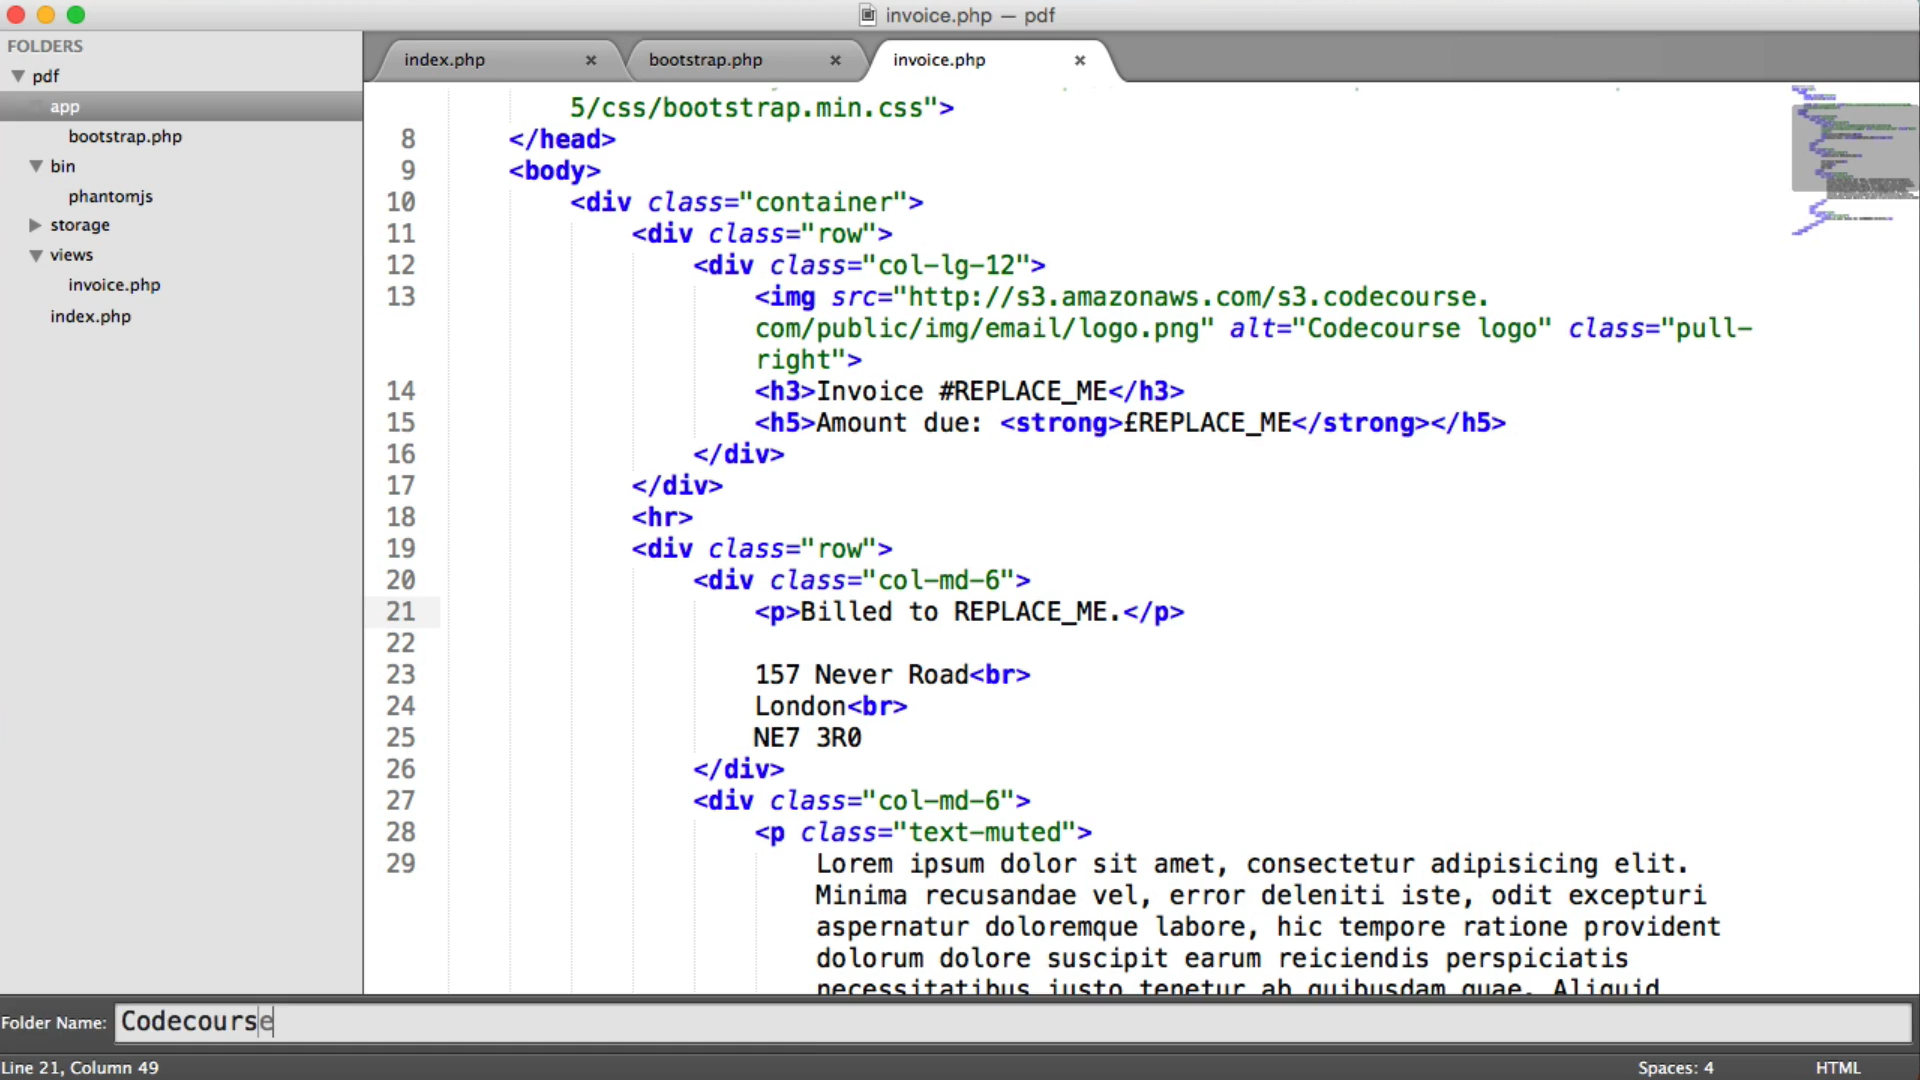 invoice.php — pdf
FOLDERS
pdf
app
bootstrap.php
bin
phantomjs
storage
views
invoice.php
index.php
index.php
bootstrap.php
invoice.php
5/css/bootstrap.min.css">
8 </head>
9 <body>
10 <div class="container">
11 <div class="row">
12 <div class="col-lg-12">
13 <img src="http://s3.amazonaws.com/s3.codecourse.
com/public/img/email/logo.png" alt="Codecourse logo" class="pull-
right">
14 <h3>Invoice #REPLACE_ME</h3>
15 <h5>Amount due: <strong>£REPLACE_ME</strong></h5>
16 </div>
17 </div>
18 <hr>
19 <div class="row">
20 <div class="col-md-6">
21 <p>Billed to REPLACE_ME.</p>
22
23 157 Never Road<br>
24 London<br>
25 NE7 3R0
26 </div>
27 <div class="col-md-6">
28 <p class="text-muted">
29 Lorem ipsum dolor sit amet, consectetur adipisicing elit.
Minima recusandae vel, error deleniti iste, odit excepturi
aspernatur doloremque labore, hic tempore ratione provident
dolorum dolore suscipit earum reiciendis perspiciatis
necessitatibus iusto tenetur ab quibusdam quae. Aliquid
Folder Name: Codecourse
Line 21, Column 49
Spaces: 4
HTML